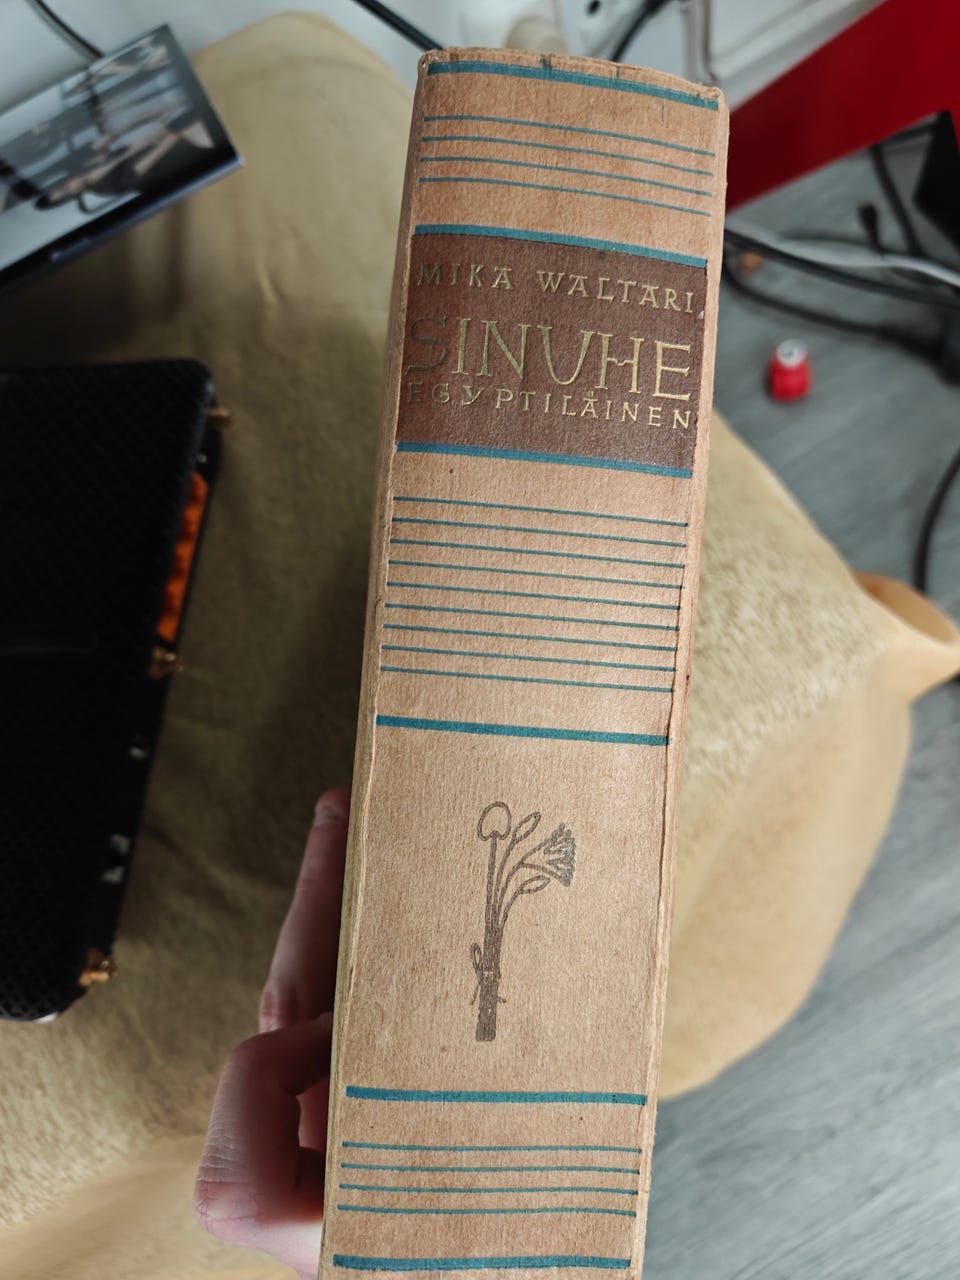 MIKA WALTARI
SINUHE
EGYPTILÄINEN